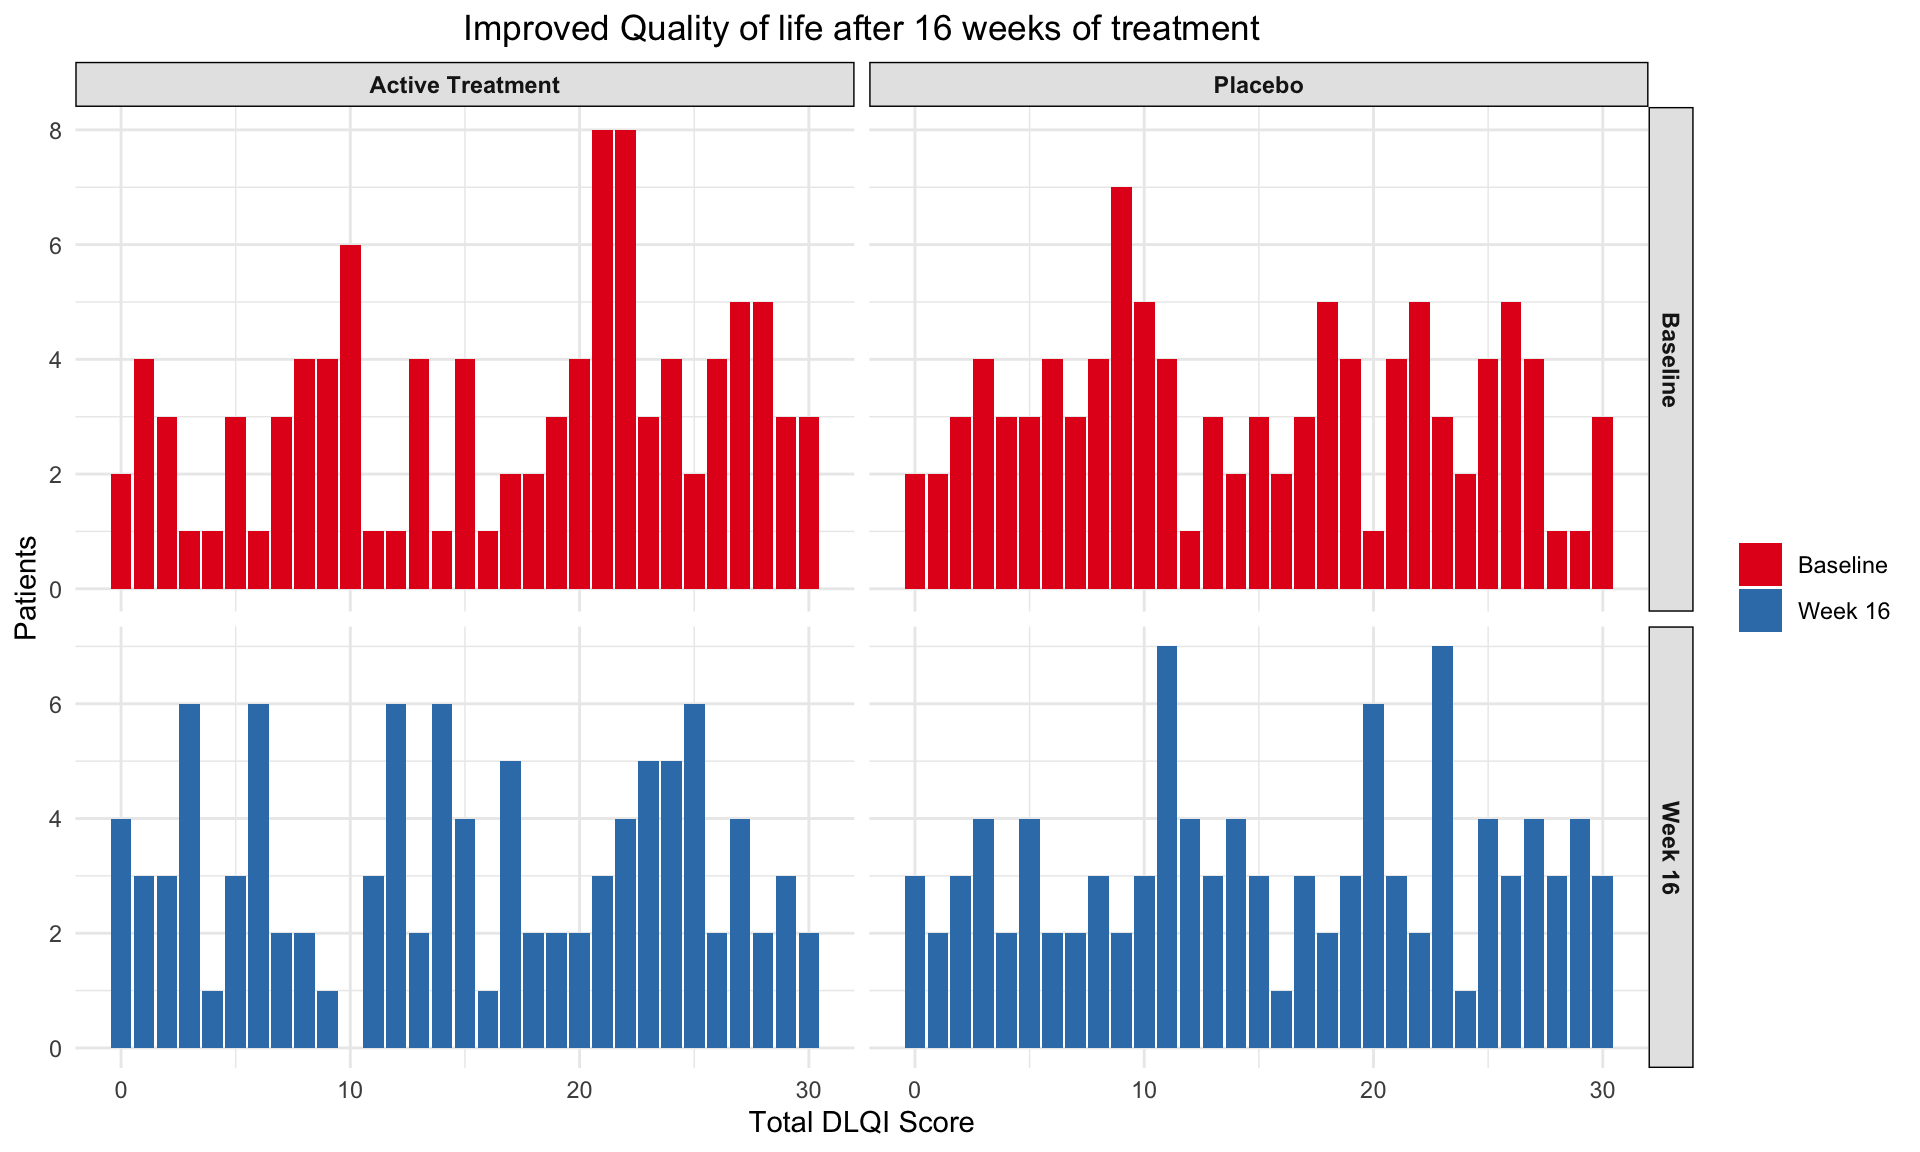 Improved Quality of life after 16 weeks of treatment
Active Treatment
Placebo
8
6
4
2
0
Baseline
Patients
Baseline
Week 16
6
4
2
0
Week 16
0 10 20 30
0 10 20 30
Total DLQI Score